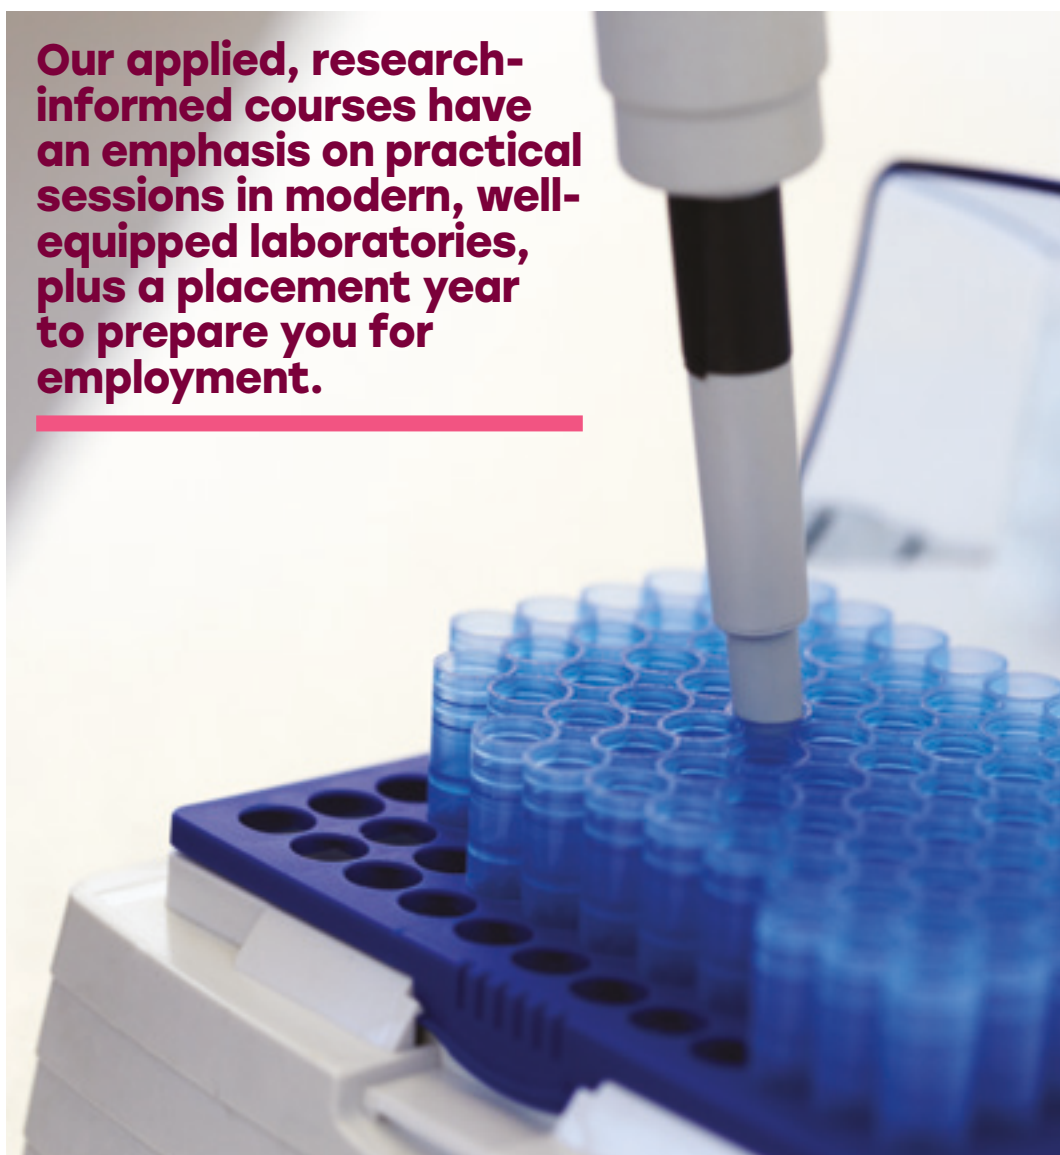 Our applied, research-
informed courses have
an emphasis on practical
sessions in modern, well-
equipped laboratories,
plus a placement year
to prepare you for
employment.